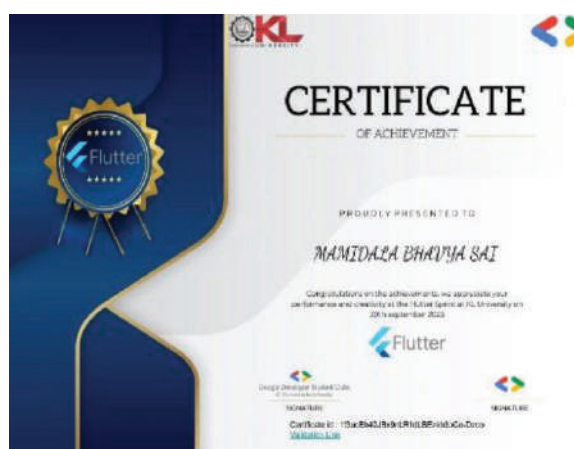 KL
CERTIFICATE
OF ACHIEVEMENT
Flutter
PROUDLY PRESENTED TO
MAMIDALA BHAVYA SAI
Congratulations on the achievements, we appreciate your
performance and creativity at the Flutter Sprint at KL University on
september 2023
Flutter
Google Developer Student Clubs
SIGNATURE
SIGNATURE
Certificate id :
Validation Link